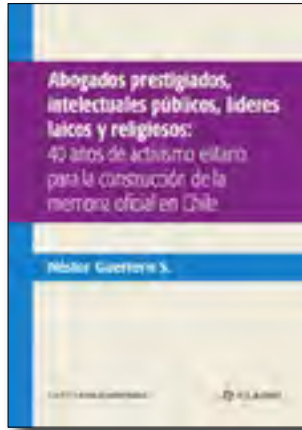 Abogados prestigiados,
intelectuales públicos, líderes
laicos y religiosos:
40 años de activismo elitario
para la construcción de la
memoria oficial en Chile
Néstor Guerrero S.